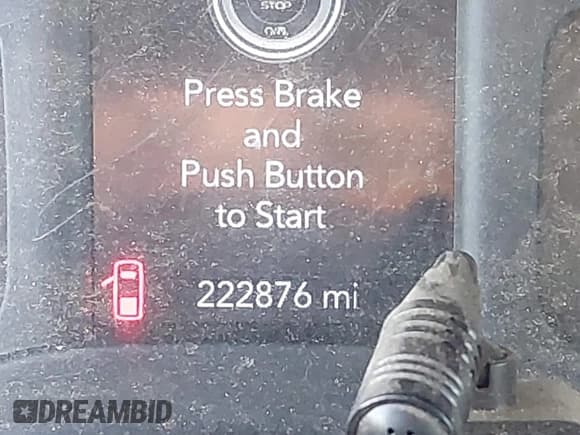 STOP
Press Brake
and
Push Button
to Start
222876 mi
DREAMBID